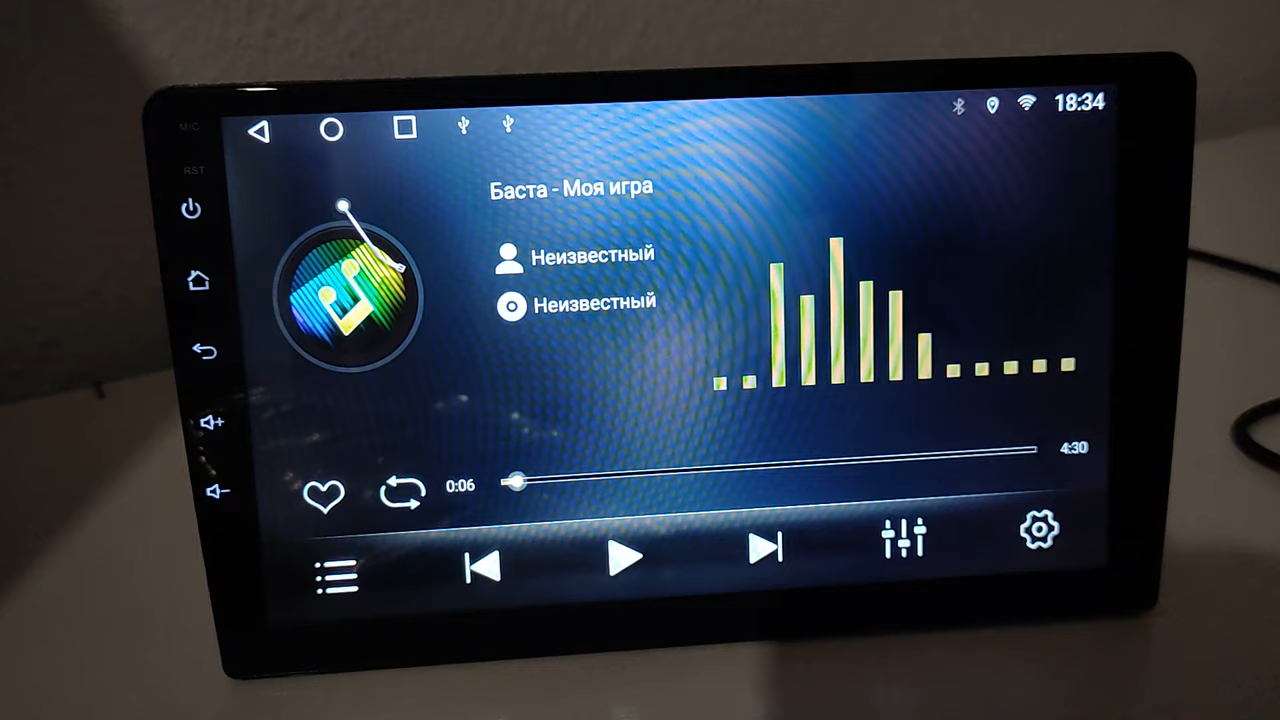 MIC
RST
18:34
Баста - Моя игра
Неизвестный
Неизвестный
0:06
4:30